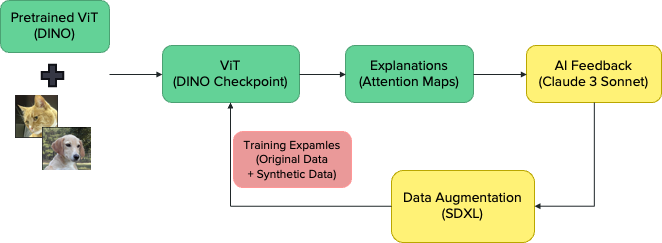 Pretrained ViT
(DINO)
ViT
(DINO Checkpoint)
Explanations
(Attention Maps)
AI Feedback
(Claude 3 Sonnet)
Training Expamles
(Original Data
+ Synthetic Data)
Data Augmentation
(SDXL)